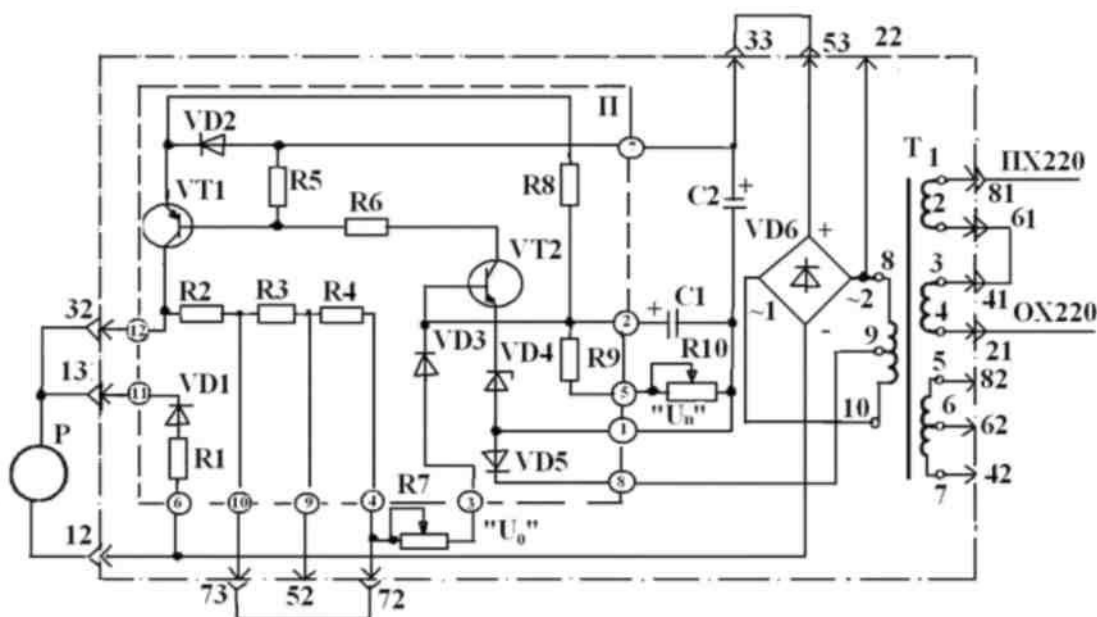 33
53
22
П
VD2
7
R5
R8
Т
1
ПХ220
VT1
C2
+
81
R6
2
61
VD6
+
VT2
8
3
32
R2
R3
R4
~1
~2
41
12
+
C1
4
ОХ220
2
-
9
VD3
VD4
R9
R10
21
13
5
82
11
5
VD1
"Uп"
6
62
10
1
P
R1
VD5
42
8
7
R7
6
10
9
4
3
"U₀"
12
73
52
72